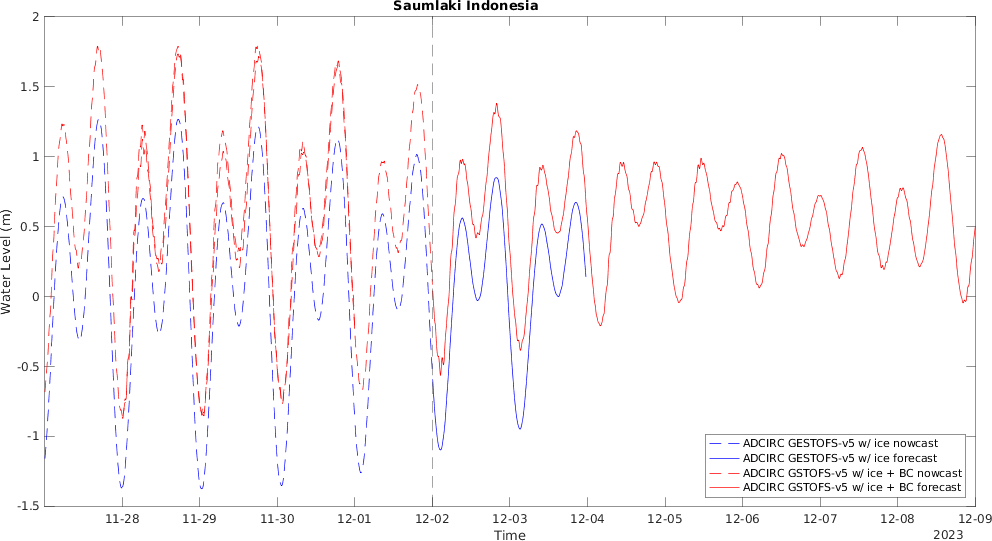 Saumlaki Indonesia
2
1.5
1
0.5
0
-0.5
-1
-1.5
Water Level (m)
11-28 11-29 11-30 12-01 12-02 12-03 12-04 12-05 12-06 12-07 12-08 12-09
Time
2023
ADCIRC GESTOFS-v5 w/ ice nowcast
ADCIRC GESTOFS-v5 w/ ice forecast
ADCIRC GSTOFS-v5 w/ ice + BC nowcast
ADCIRC GSTOFS-v5 w/ ice + BC forecast